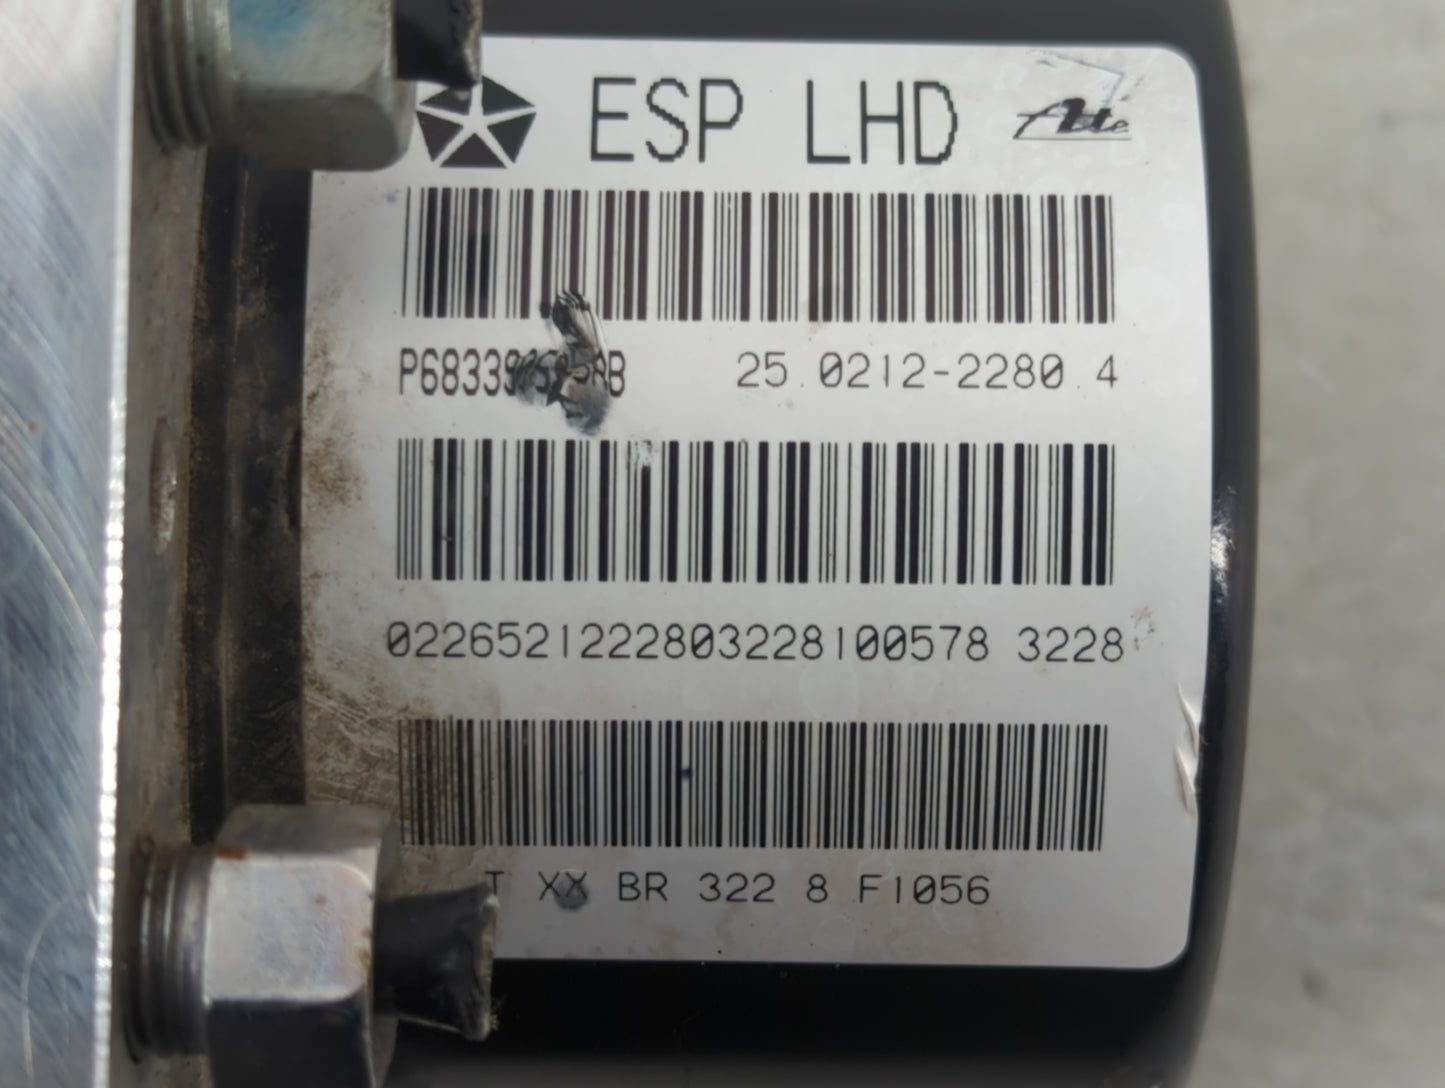 ESP LHD Ate
25.0212-2280.4
0226521222803228100578 3228
T XX BR 322 8 F1056